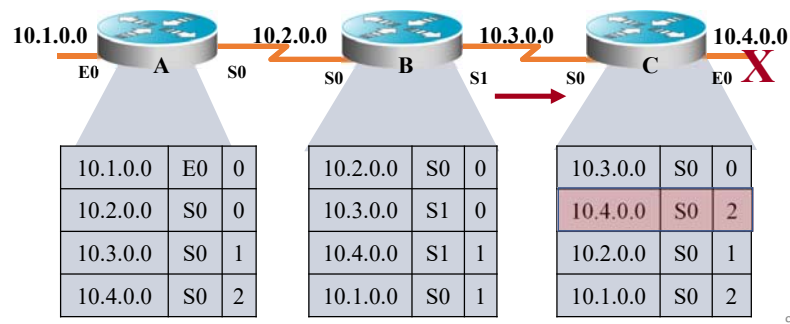 10.1.0.0 10.2.0.0 10.3.0.0 10.4.0.0
E0 A S0 S0 B S1 S0 C E0 X
10.1.0.0 E0 0
10.2.0.0 S0 0
10.3.0.0 S0 1
10.4.0.0 S0 2
10.2.0.0 S0 0
10.3.0.0 S1 0
10.4.0.0 S1 1
10.1.0.0 S0 1
10.3.0.0 S0 0
10.4.0.0 S0 2
10.2.0.0 S0 1
10.1.0.0 S0 2